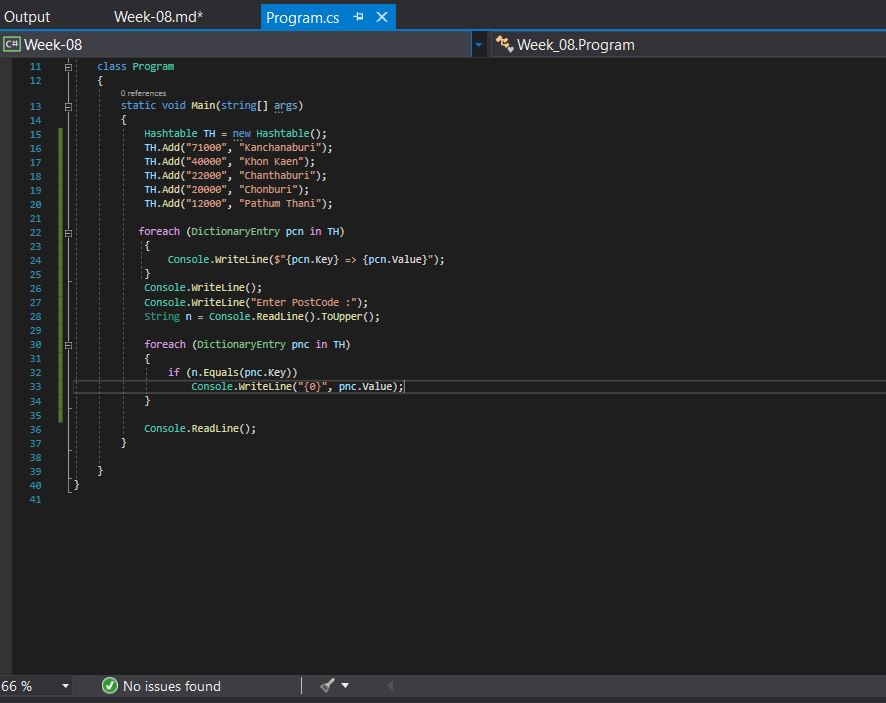 Output Week-08.md* Program.cs
C# Week-08 Week_08.Program
11 class Program
12 {
0 references
13 static void Main(string[] args)
14 {
15 Hashtable TH = new Hashtable();
16 TH.Add("71000", "Kanchanaburi");
17 TH.Add("40000", "Khon Kaen");
18 TH.Add("22000", "Chanthaburi");
19 TH.Add("20000", "Chonburi");
20 TH.Add("12000", "Pathum Thani");
21
22 foreach (DictionaryEntry pcn in TH)
23 {
24 Console.WriteLine($"{pcn.Key} => {pcn.Value}");
25 }
26 Console.WriteLine();
27 Console.WriteLine("Enter PostCode :");
28 String n = Console.ReadLine().ToUpper();
29
30 foreach (DictionaryEntry pnc in TH)
31 {
32 if (n.Equals(pnc.Key))
33 Console.WriteLine("{0}", pnc.Value);
34 }
35
36 Console.ReadLine();
37 }
38
39 }
40 }
41
66 % No issues found